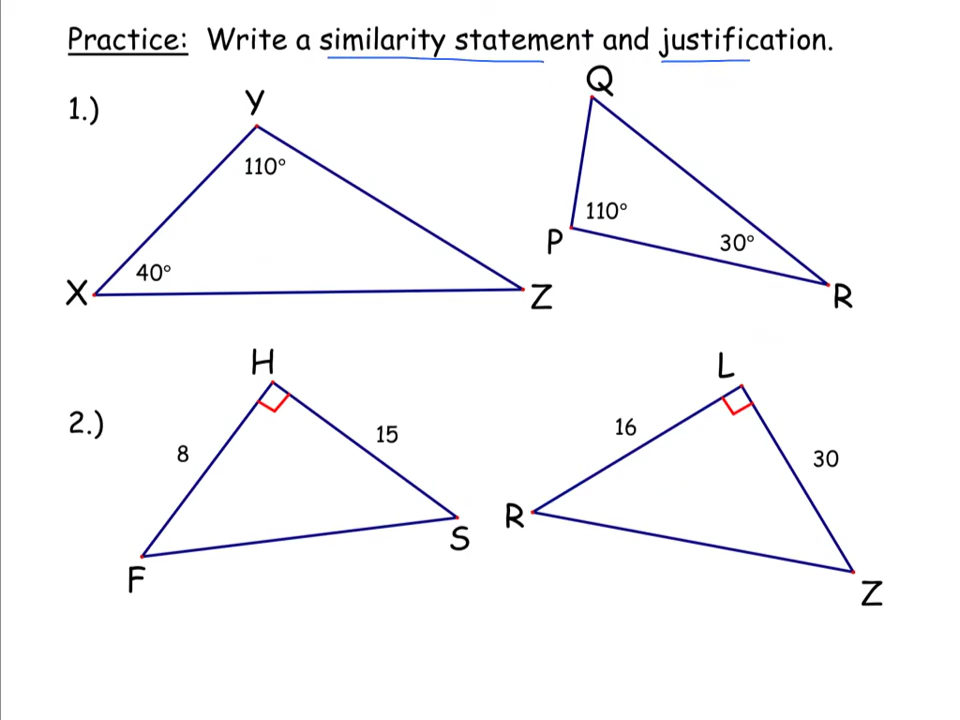 Practice: Write a similarity statement and justification.
Q
1.)
Y
110°
110°
P
30°
40°
X
Z
R
H
L
2.)
16
15
8
30
R
S
F
Z